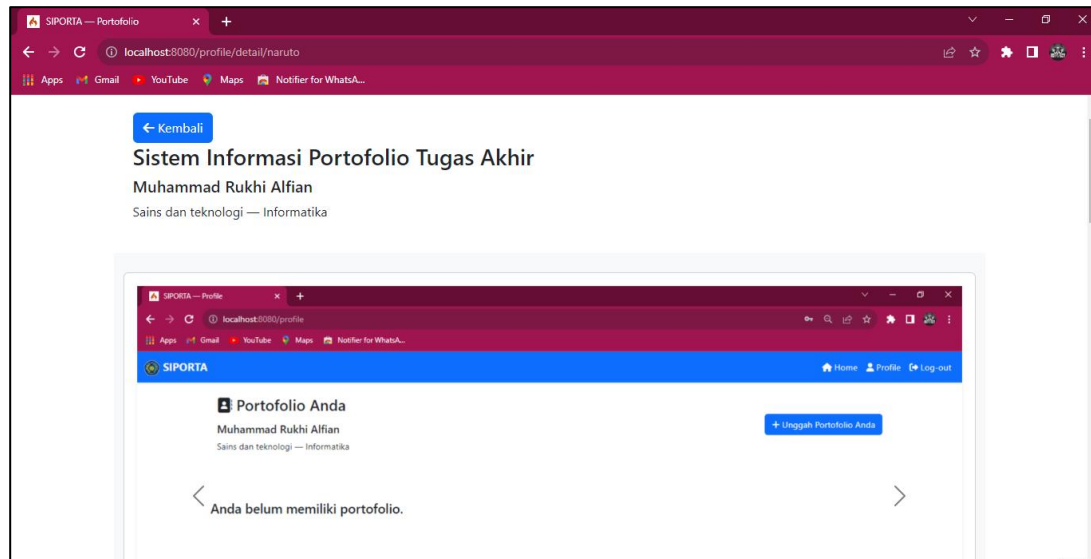 SIPORTA — Portofolio
localhost:8080/profile/detail/naruto
Apps Gmail YouTube Maps Notifier for WhatsA...
Kembali
Sistem Informasi Portofolio Tugas Akhir
Muhammad Rukhi Alfian
Sains dan teknologi — Informatika
SIPORTA — Profile
localhost:8080/profile
Apps Gmail YouTube Maps Notifier for WhatsA...
SIPORTA Home Profile Log-out
Portofolio Anda
Muhammad Rukhi Alfian
+ Unggah Portofolio Anda
Sains dan teknologi — Informatika
Anda belum memiliki portofolio.